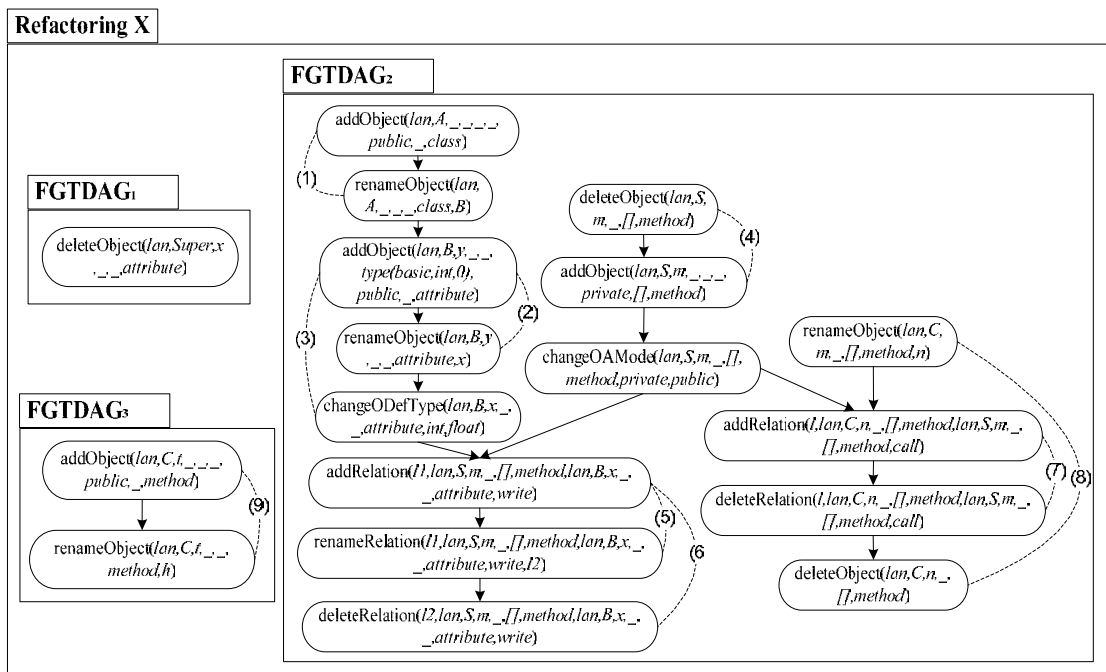 Refactoring X
FGTDAG1
deleteObject(lan,Super,x
,_,_,attribute)
FGTDAG3
addObject(lan,C,t,_,_,_,
public,_,method)
(9)
renameObject(lan,C,t,_,_,
method,h)
FGTDAG2
addObject(lan,A,_,_,_,_,
public,_,class)
(1)
renameObject(lan,
A,_,_,_,class,B)
addObject(lan,B,y,_,_,
type(basic,int,0),
public,_,attribute)
(2)
(3)
renameObject(lan,B,y
,_,_,attribute,x)
changeODefType(lan,B,x,_,
_,attribute,int,float)
deleteObject(lan,S,
m,_,[],method)
(4)
addObject(lan,S,m,_,_,_,
private,[],method)
changeOAMode(lan,S,m,_,[],
method,private,public)
renameObject(lan,C,
m,_,[],method,n)
addRelation(l,lan,C,n,_,[],method,lan,S,m,_,
[],method,call)
(7)
(8)
deleteRelation(l,lan,C,n,_,[],method,lan,S,m,_,
[],method,call)
deleteObject(lan,C,n,_,
[],method)
addRelation(l1,lan,S,m,_,[],method,lan,B,x,_,
_,attribute,write)
(5)
(6)
renameRelation(l1,lan,S,m,_,[],method,lan,B,x,_,
_,attribute,write,l2)
deleteRelation(l2,lan,S,m,_,[],method,lan,B,x,_,
_,attribute,write)